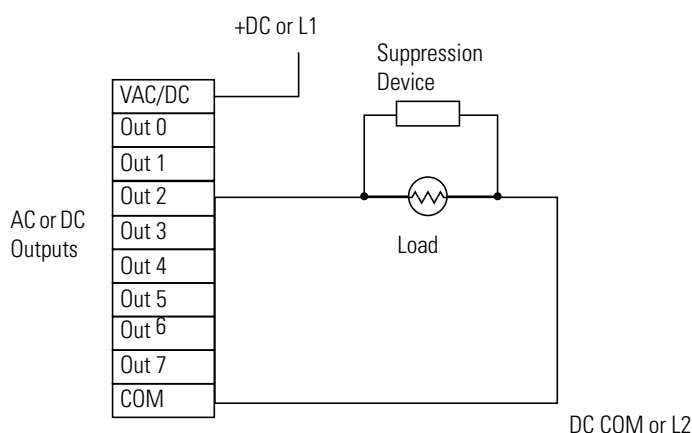 +DC or L1
Suppression
Device
VAC/DC
Out 0
Out 1
Out 2
Out 3
Out 4
Out 5
Out 6
Out 7
COM
AC or DC
Outputs
Load
DC COM or L2